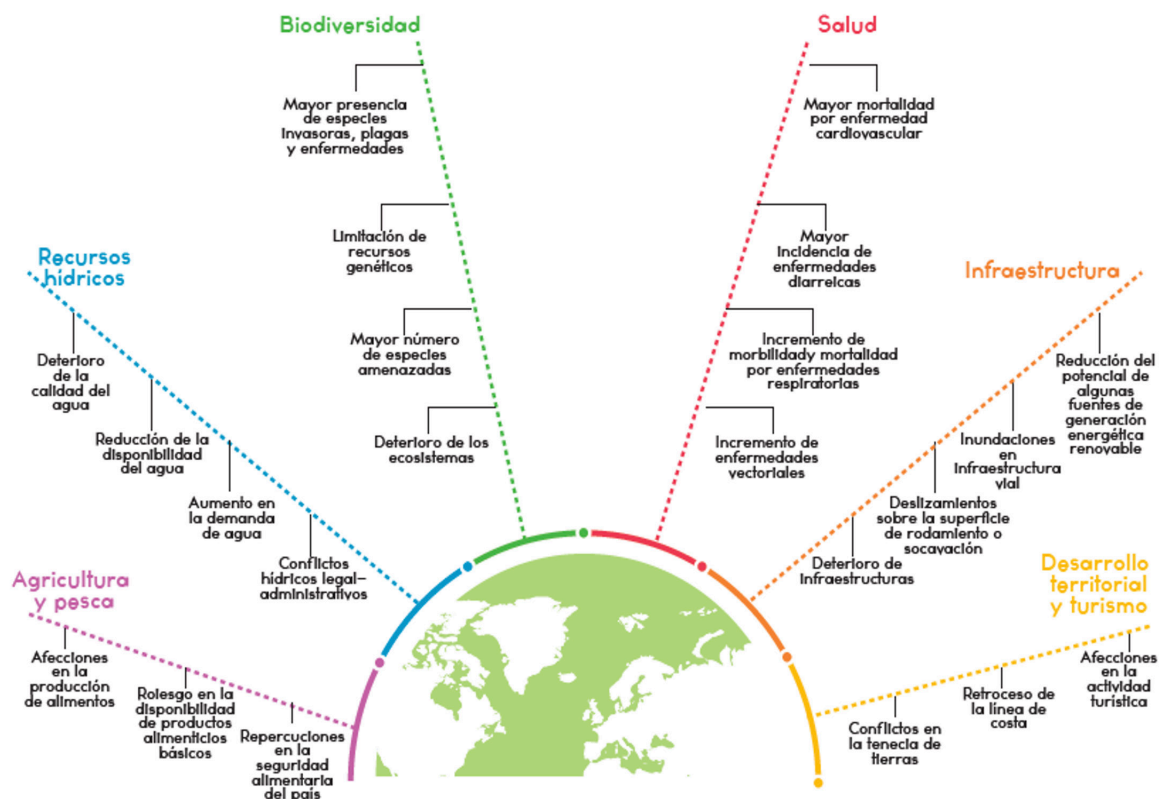 Biodiversidad
Mayor presencia
de especies
invasoras, plagas
y enfermedades
Limitación de
recursos
genéticos
Mayor número
de especies
amenazadas
Deterioro de los
ecosistemas
Salud
Mayor mortalidad
por enfermedad
cardiovascular
Mayor
incidencia de
enfermedades
diarreicas
Incremento de
morbilidady mortalidad
por enfermedades
respiratorias
Incremento de
enfermedades
vectoriales
Recursos
hídricos
Deterioro
de la
calidad del
agua
Reducción de la
disponibilidad
del agua
Aumento en
la demanda
de agua
Conflictos
hídricos legal-
administrativos
Infraestructura
Reducción del
potencial de
algunas
fuentes de
generación
energética
renovable
Inundaciones
en
infraestructura
vial
Deslizamientos
sobre la superficie
de rodamiento o
socavación
Deterioro de
infraestructuras
Agricultura
y pesca
Afecciones
en la
producción
de alimentos
Roiesgo en la
disponibilidad
de productos
alimenticios
básicos
Repercuciones
en la
seguridad
alimentaria
del país
Desarrollo
territorial
y turismo
Afecciones
en la
actividad
turística
Retroceso de
la línea de
costa
Conflictos en
la tenecia de
tierras